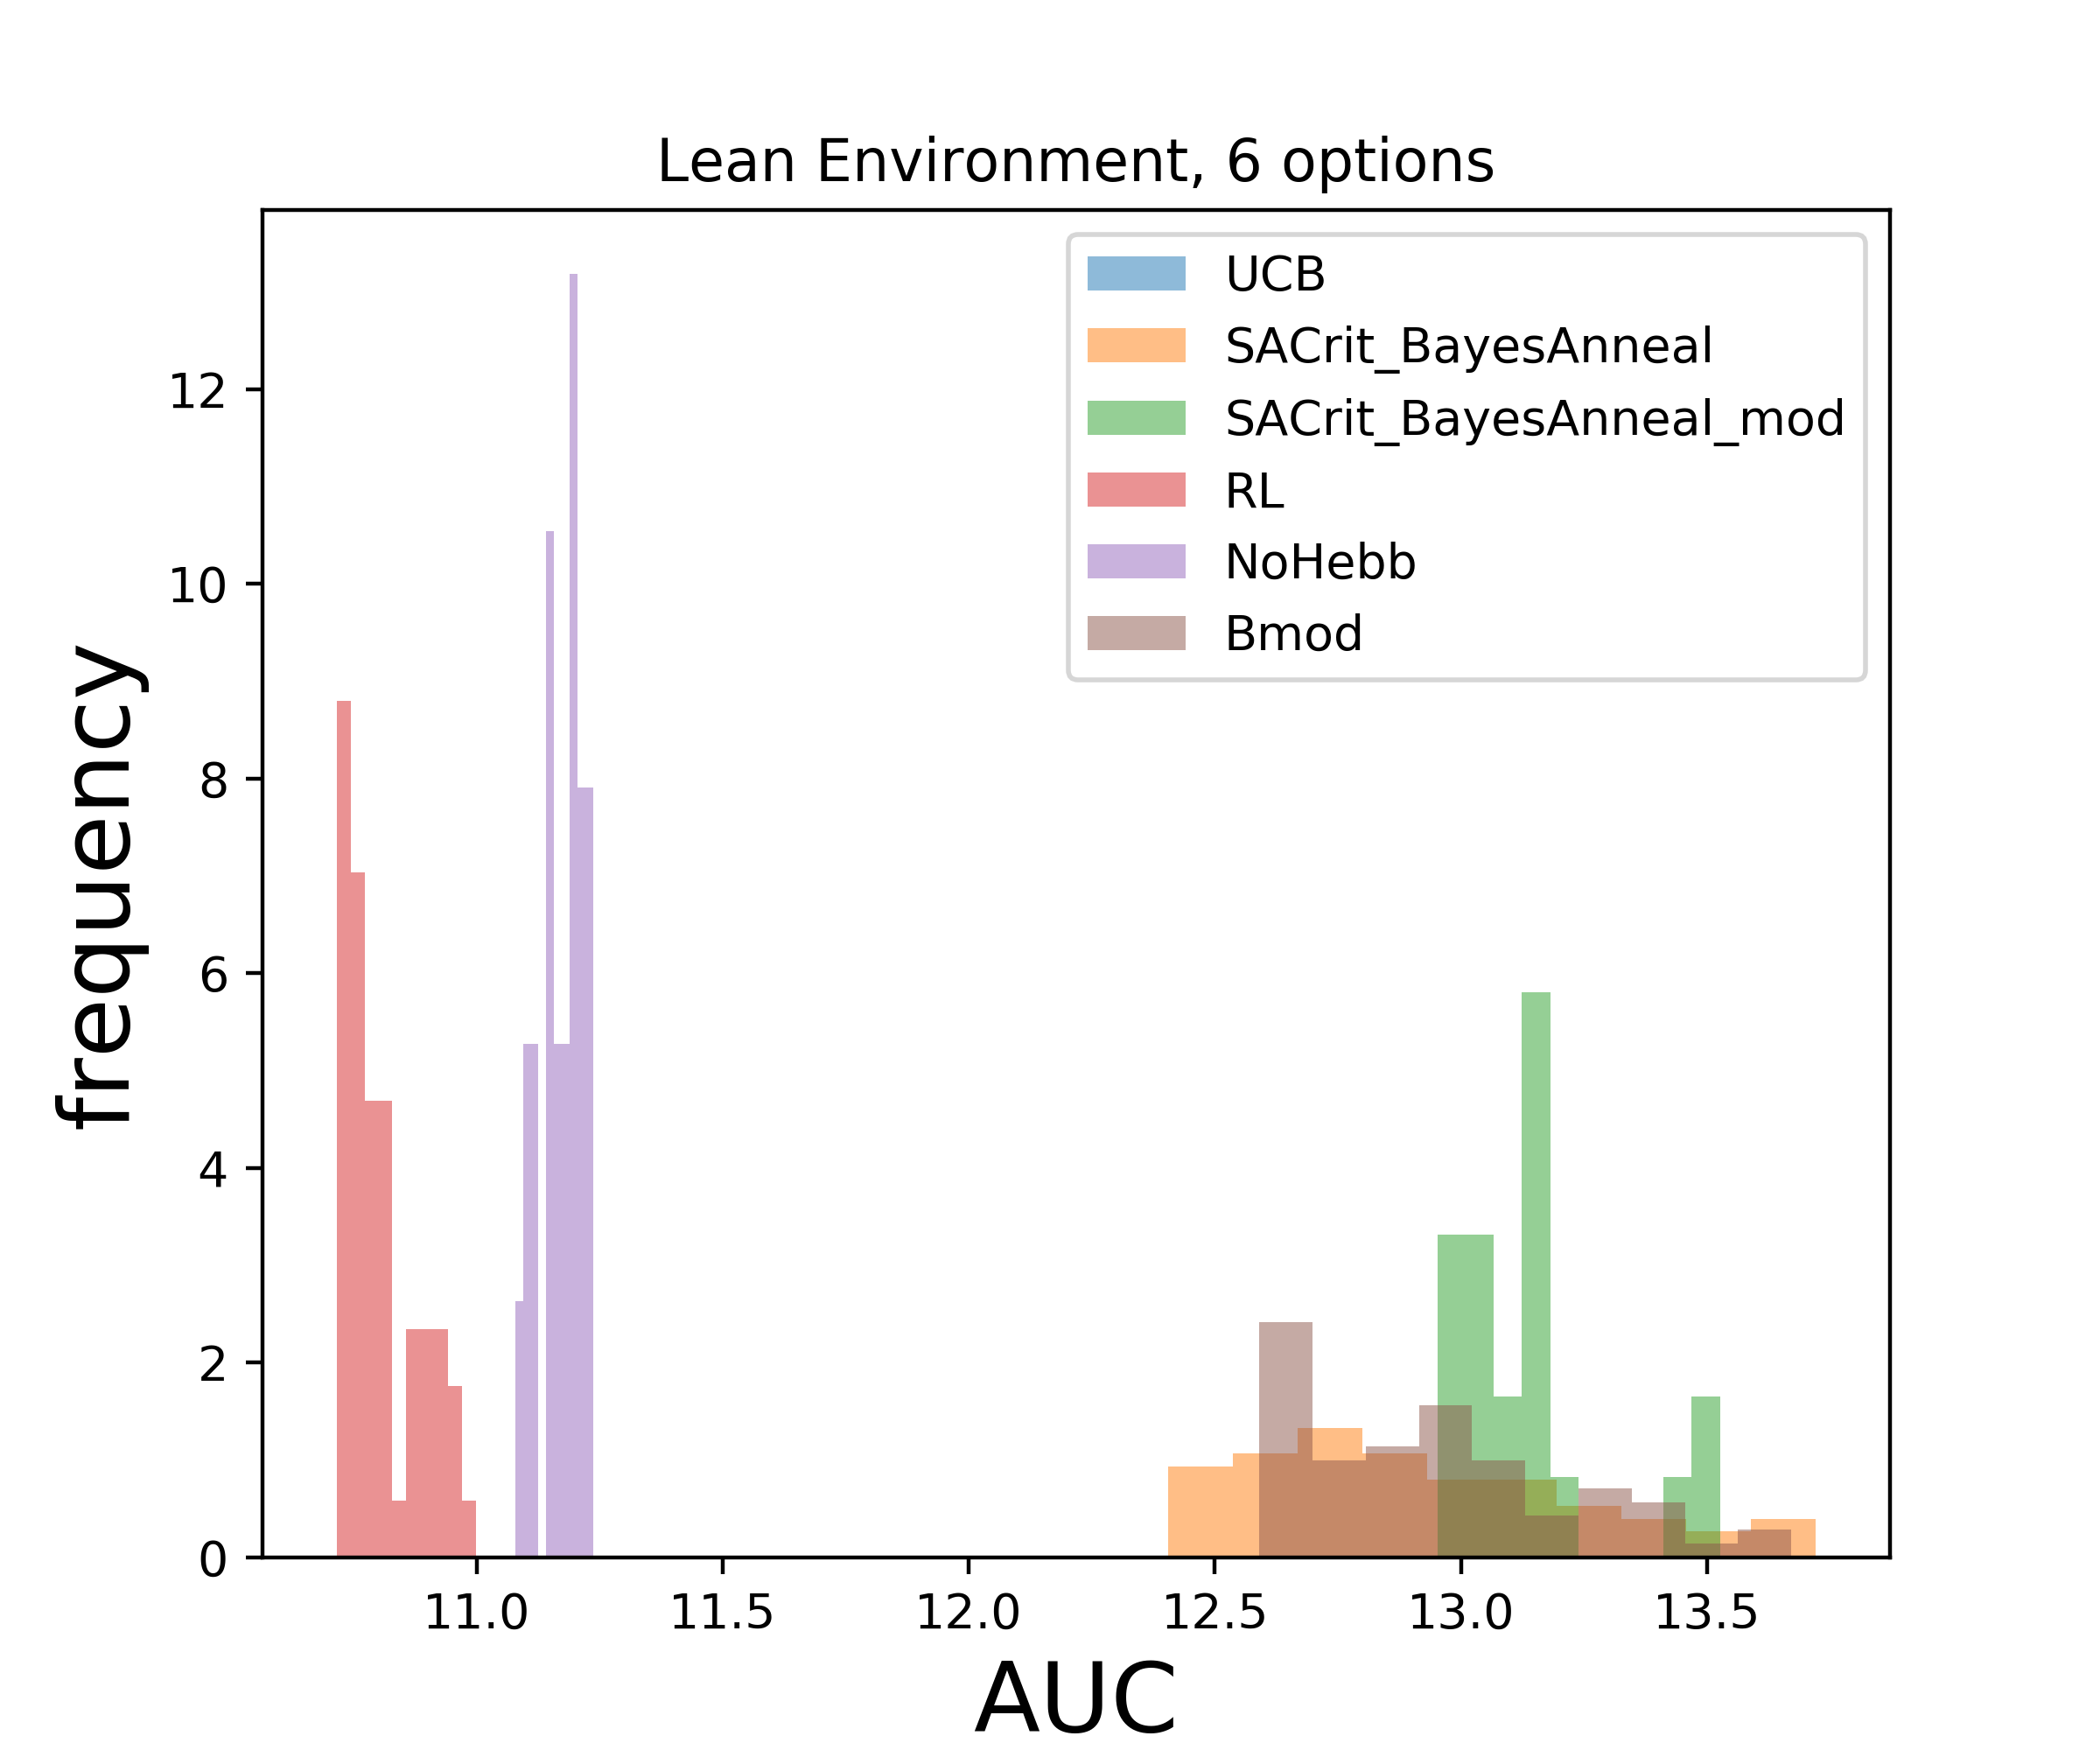 Lean Environment, 6 options
UCB
SACrit_BayesAnneal
SACrit_BayesAnneal_mod
RL
NoHebb
Bmod
frequency
12
10
8
6
4
2
0
11.0 11.5 12.0 12.5 13.0 13.5
AUC